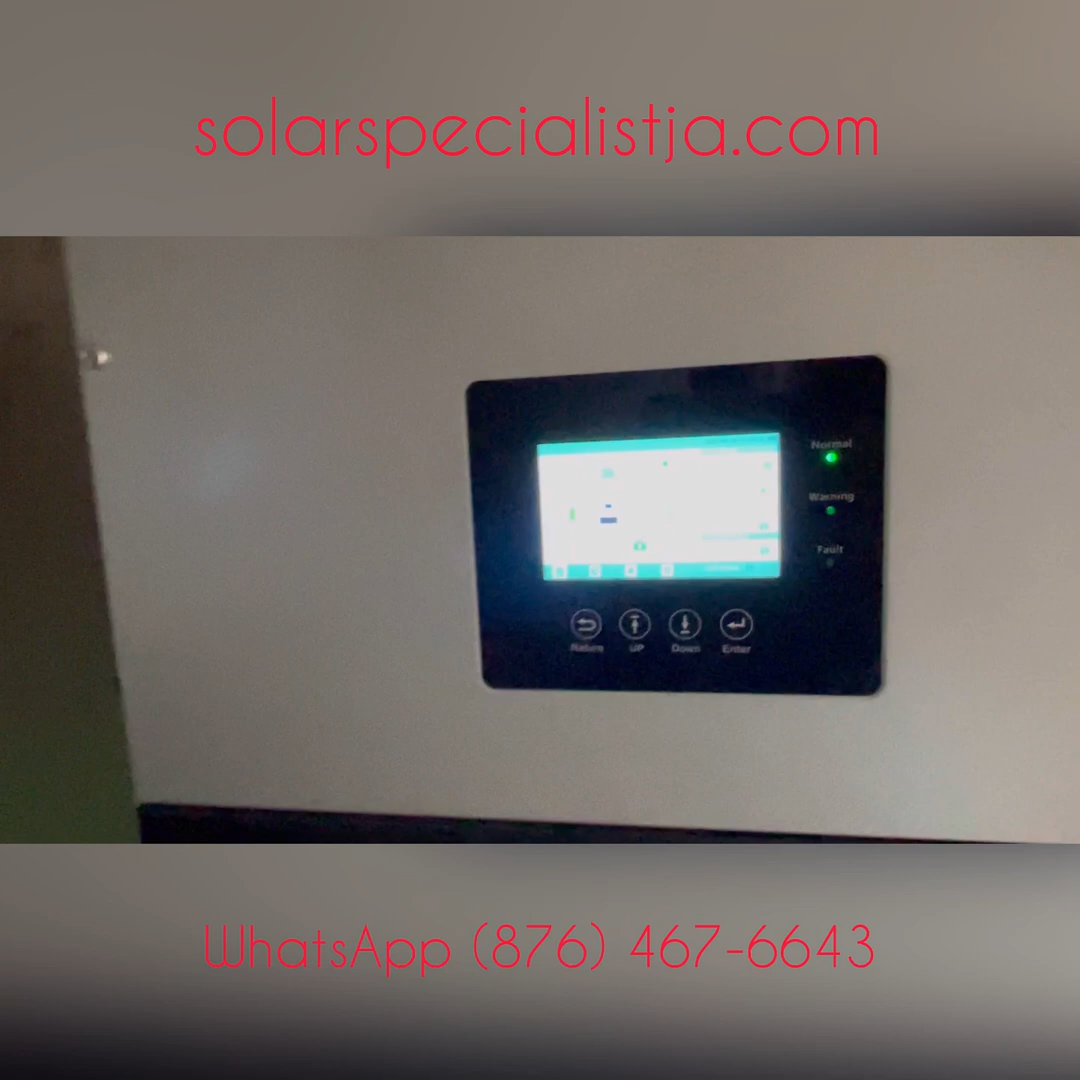 solarspecialistja.com
Normal
Warning
Fault
Return UP Down Enter
WhatsApp (876) 467-6643